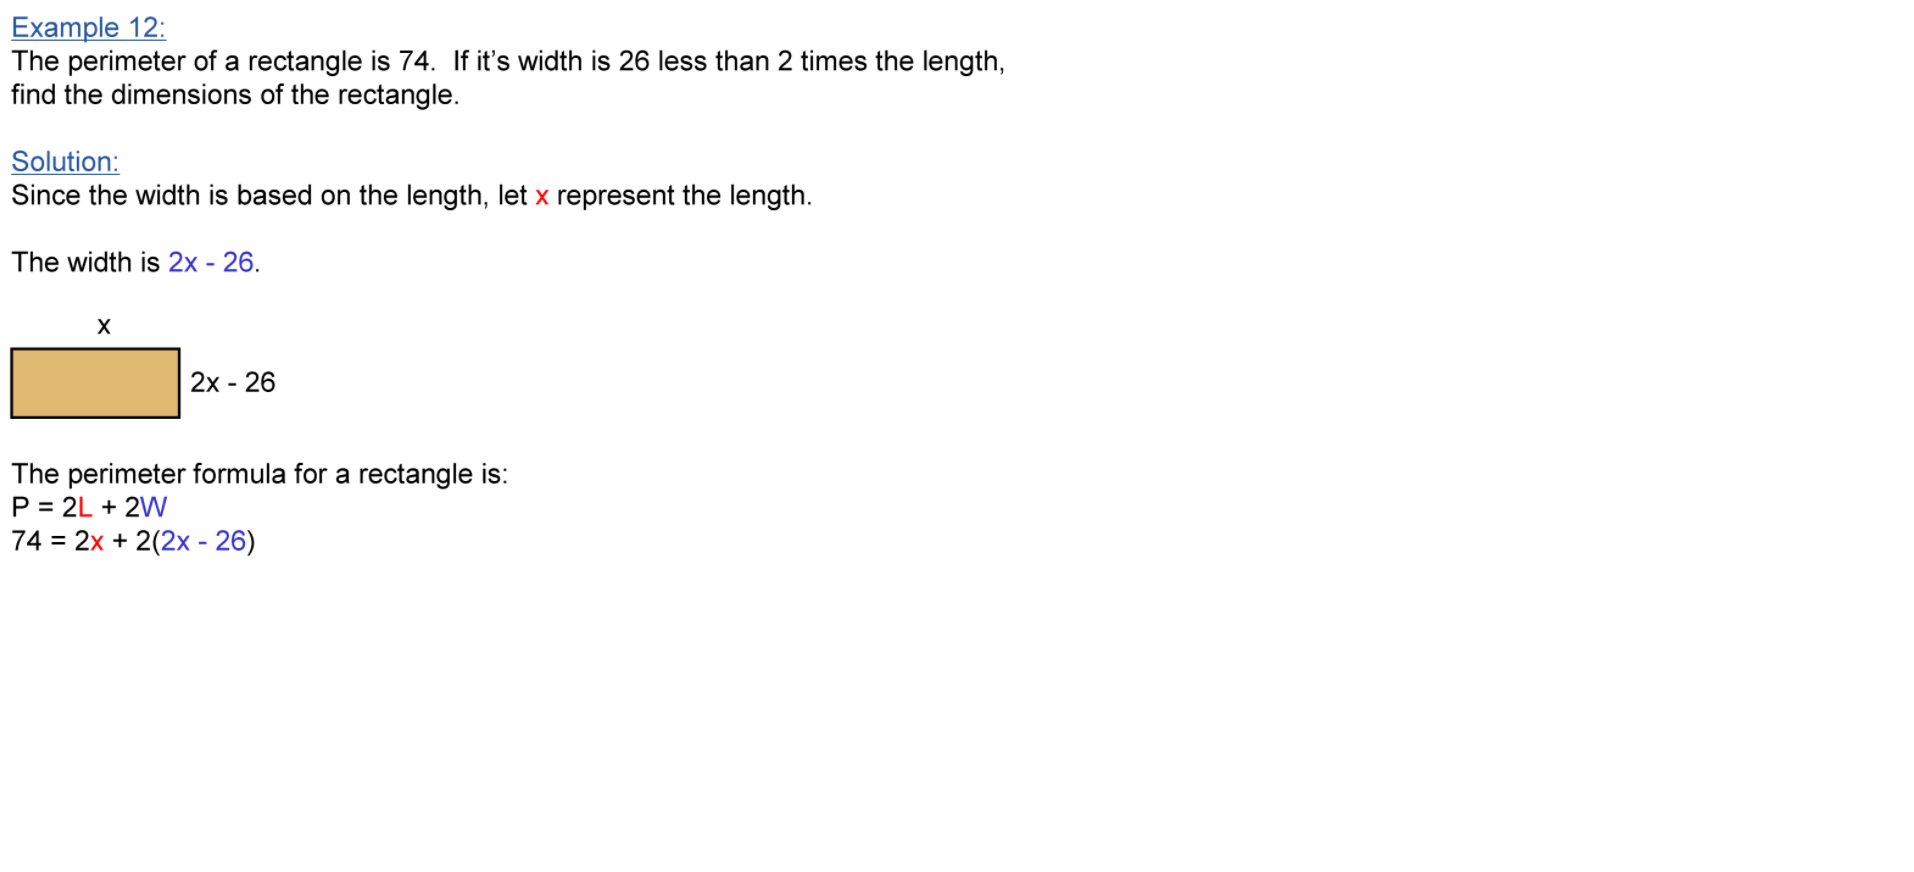 Example 12:
The perimeter of a rectangle is 74.  If it’s width is 26 less than 2 times the length,
find the dimensions of the rectangle.
Solution:
Since the width is based on the length, let x represent the length.
The width is 2x - 26.
x
2x - 26
The perimeter formula for a rectangle is:
P = 2L + 2W
74 = 2x + 2(2x - 26)